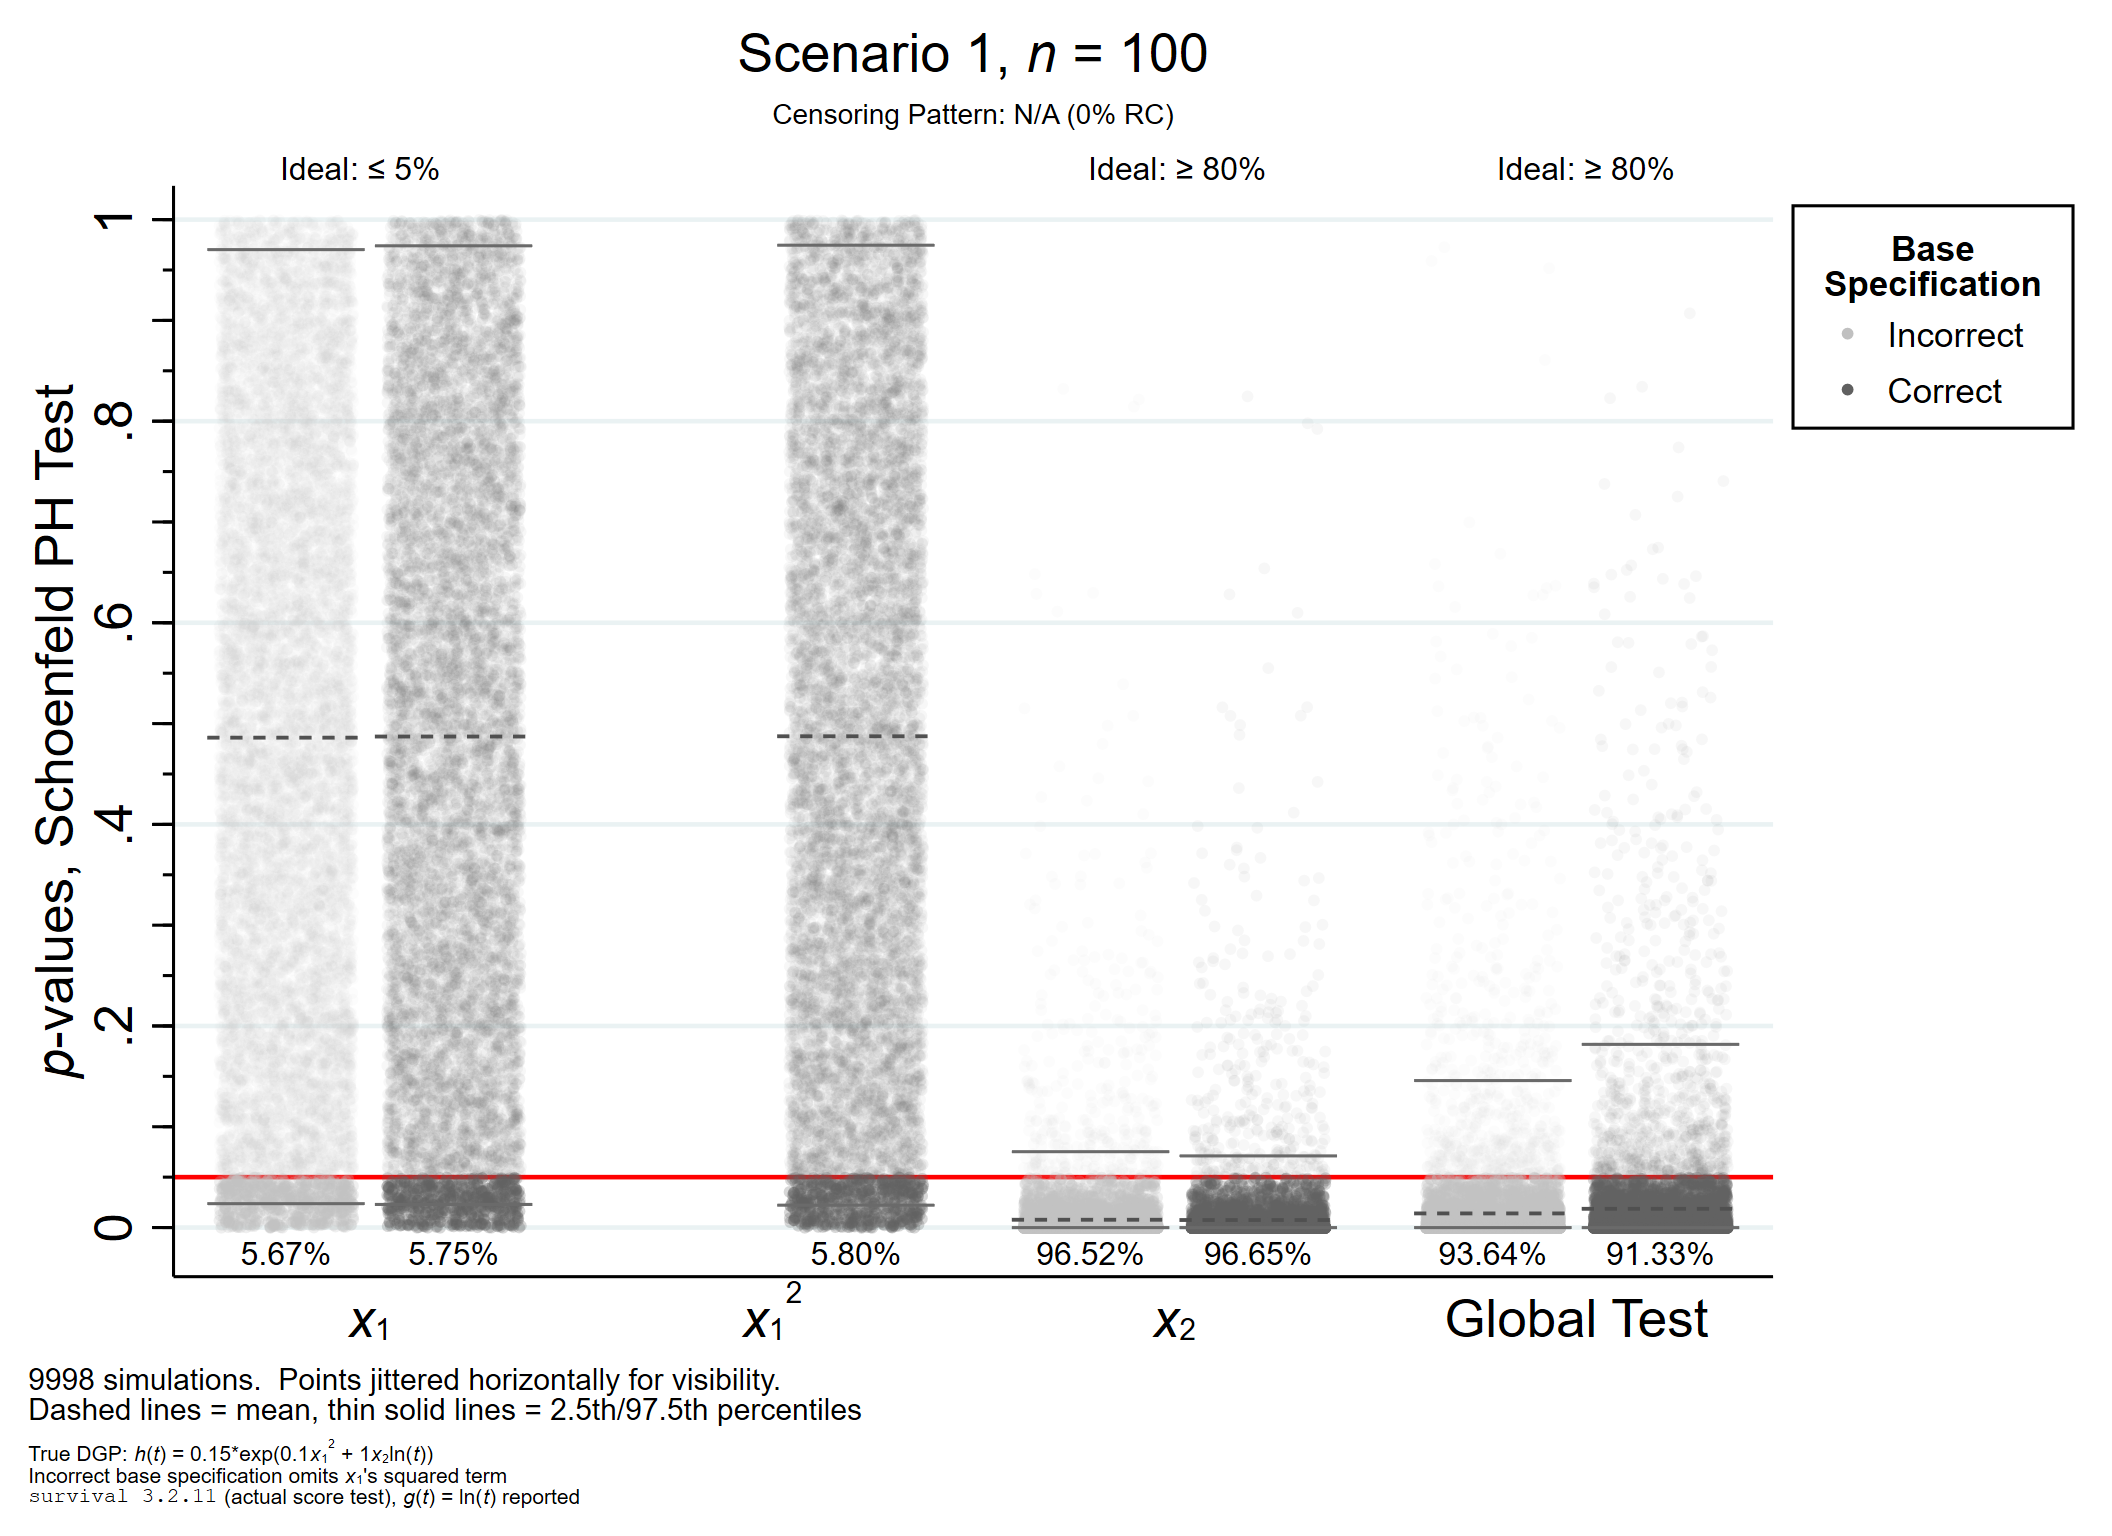 Scenario 1, n = 100
Censoring Pattern: N/A (0% RC)
Ideal: ≤ 5%
Ideal: ≥ 80%
Ideal: ≥ 80%
p-values, Schoenfeld PH Test
1
.8
.6
.4
.2
0
Base
Specification
Incorrect
Correct
5.67%
5.75%
5.80%
96.52%
96.65%
93.64%
91.33%
x₁
x₁²
x₂
Global Test
9998 simulations.  Points jittered horizontally for visibility.
Dashed lines = mean, thin solid lines = 2.5th/97.5th percentiles
True DGP: h(t) = 0.15*exp(0.1x₁² + 1x₂ln(t))
Incorrect base specification omits x₁'s squared term
survival 3.2.11 (actual score test), g(t) = ln(t) reported